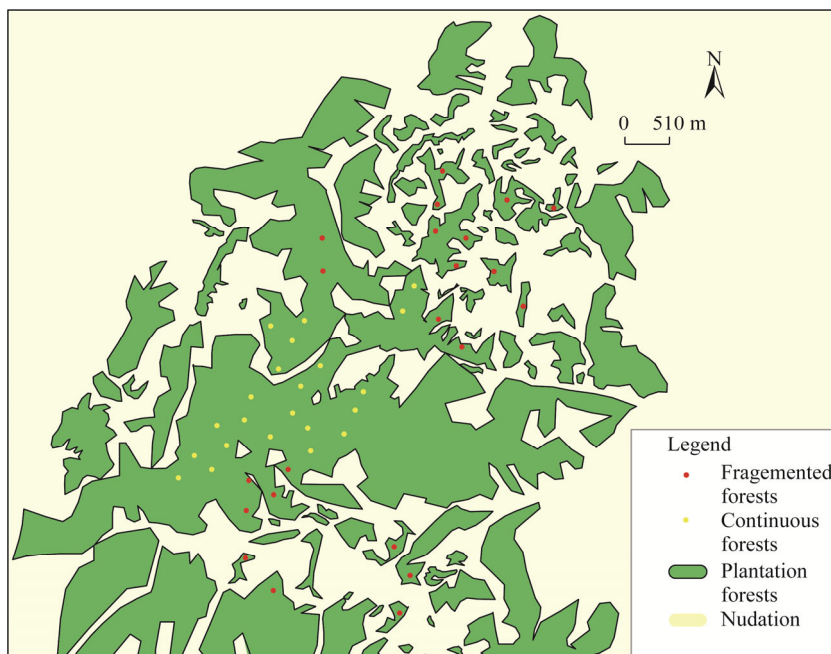 N
0 510 m
Legend
Fragemented
forests
Continuous
forests
Plantation
forests
Nudation